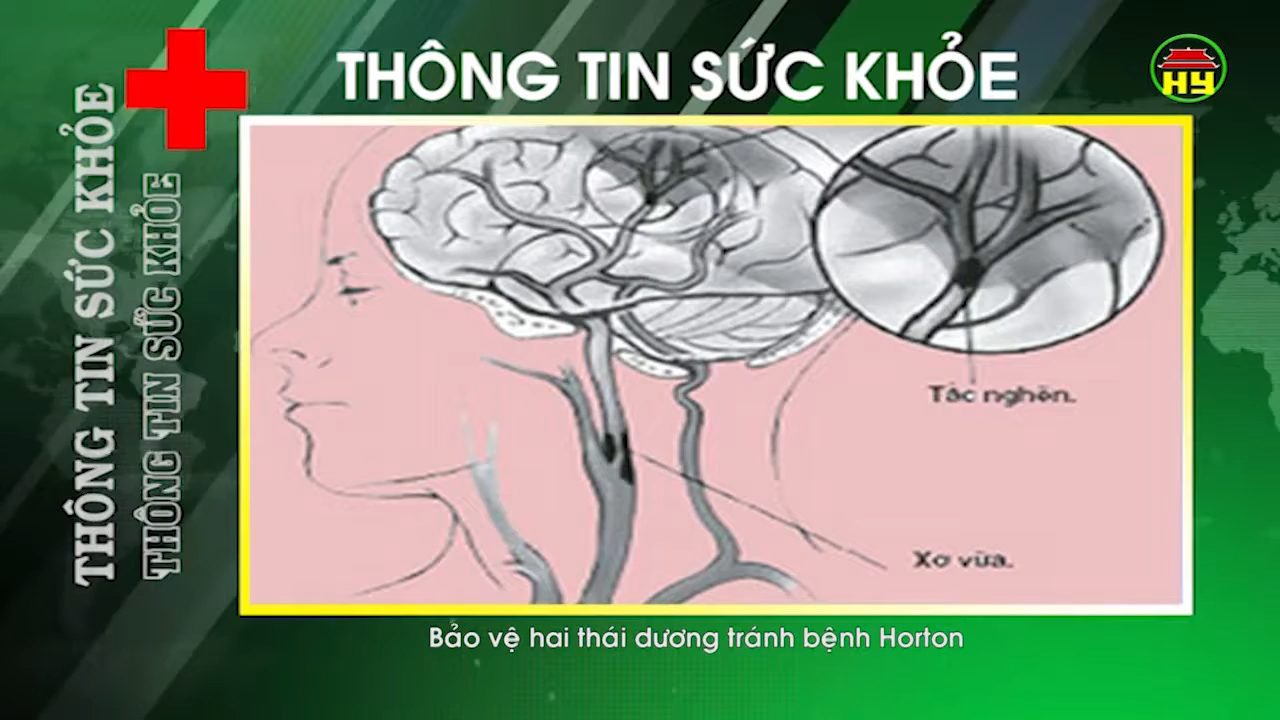 THÔNG TIN SỨC KHỎE
HY
THÔNG TIN SỨC KHỎE
THÔNG TIN SỨC KHỎE
Tắc nghẽn.
Xơ vữa.
Bảo vệ hai thái dương tránh bệnh Horton